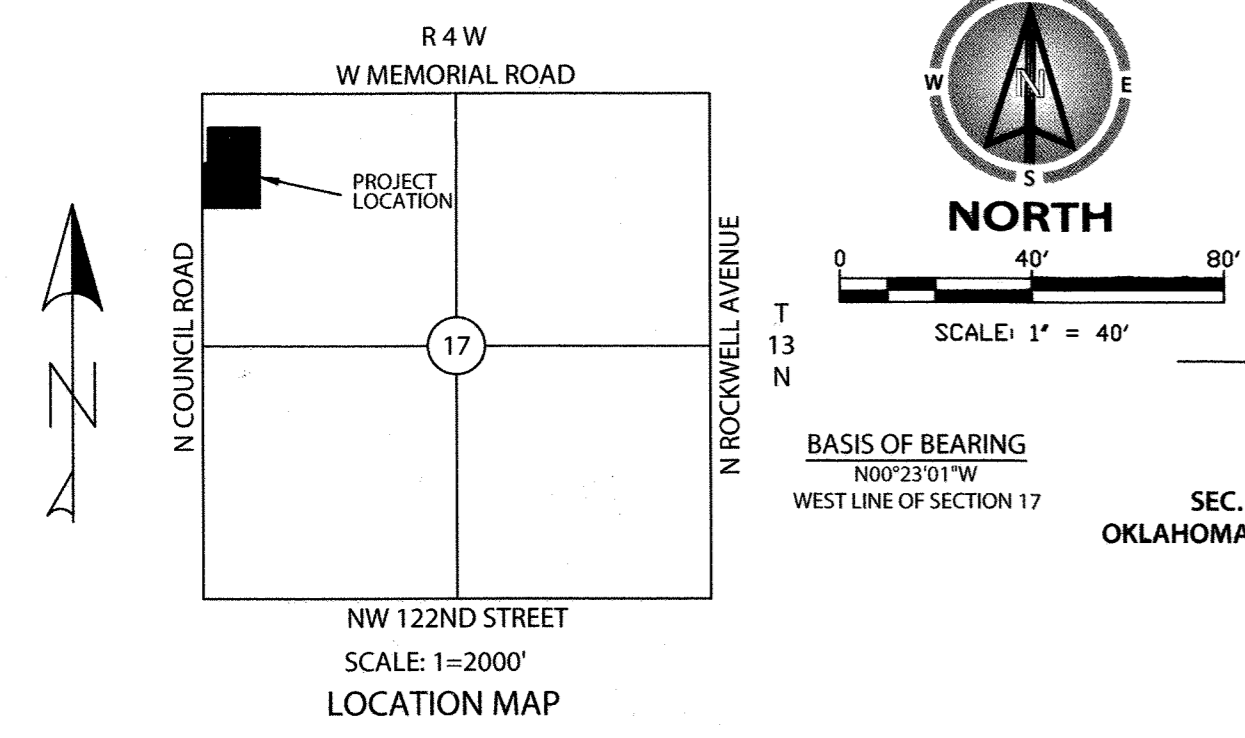 R 4 W
W MEMORIAL ROAD
PROJECT
LOCATION
N COUNCIL ROAD
17
N ROCKWELL AVENUE
T
13
N
NW 122ND STREET
SCALE: 1=2000'
LOCATION MAP
N
W
N
E
S
NORTH
0 40' 80'
SCALE: 1" = 40'
BASIS OF BEARING
N00°23'01"W
WEST LINE OF SECTION 17
SEC.
OKLAHOMA